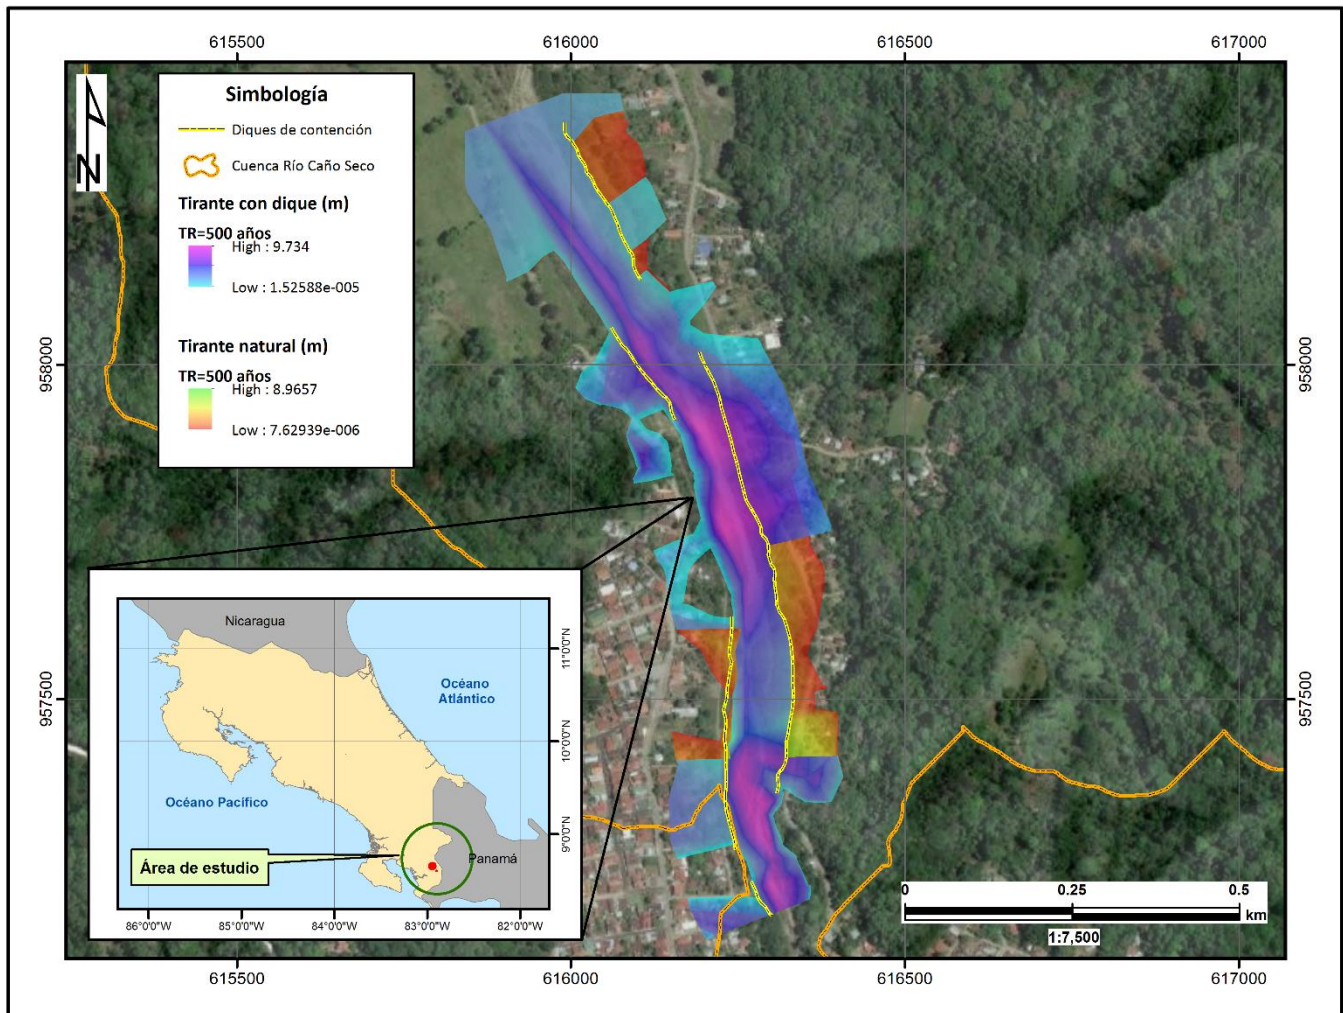 615500
616000
616500
617000
N
Simbología
Diques de contención
Cuenca Río Caño Seco
Tirante con dique (m)
TR=500 años
High : 9.734
Low : 1.52588e-005
Tirante natural (m)
TR=500 años
High : 8.9657
Low : 7.62939e-006
958000
958000
957500
957500
Nicaragua
Océano
Atlántico
Océano Pacífico
Panamá
Área de estudio
11°0'0"N
10°0'0"N
9°0'0"N
86°0'0"W
85°0'0"W
84°0'0"W
83°0'0"W
82°0'0"W
0
0.25
0.5
km
1:7,500
615500
616000
616500
617000